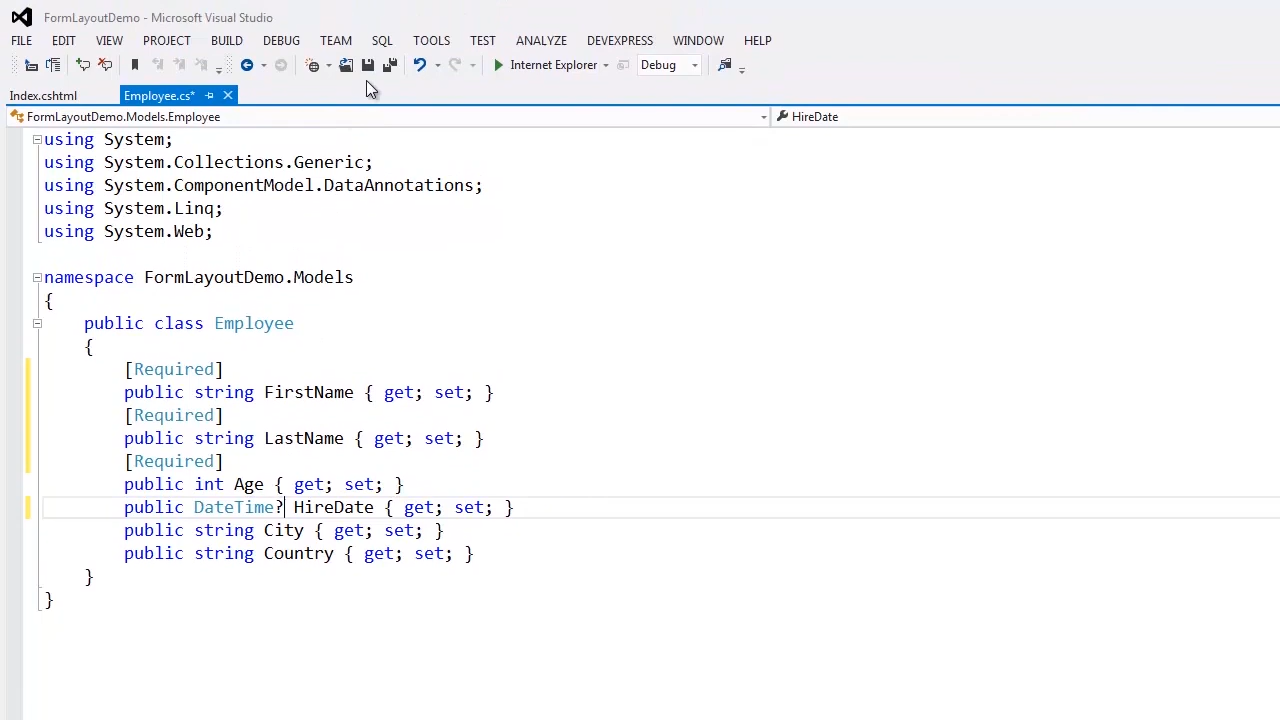 FormLayoutDemo - Microsoft Visual Studio
FILE EDIT VIEW PROJECT BUILD DEBUG TEAM SQL TOOLS TEST ANALYZE DEVEXPRESS WINDOW HELP
Internet Explorer Debug
Index.cshtml Employee.cs*
FormLayoutDemo.Models.Employee HireDate
using System;
using System.Collections.Generic;
using System.ComponentModel.DataAnnotations;
using System.Linq;
using System.Web;
namespace FormLayoutDemo.Models
{
public class Employee
{
[Required]
public string FirstName { get; set; }
[Required]
public string LastName { get; set; }
[Required]
public int Age { get; set; }
public DateTime? HireDate { get; set; }
public string City { get; set; }
public string Country { get; set; }
}
}